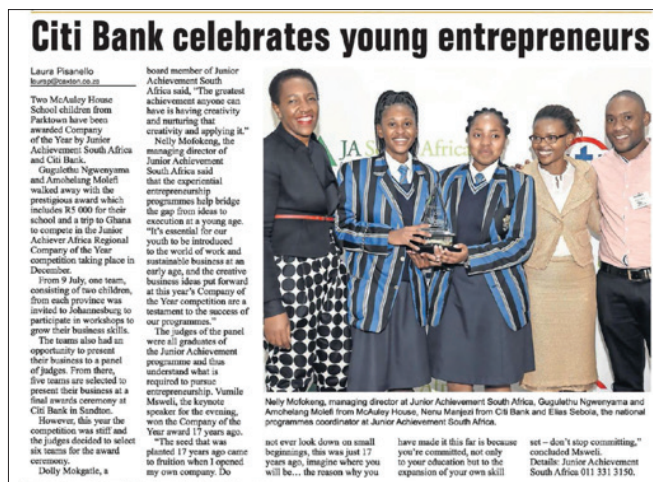 Citi Bank celebrates young entrepreneurs
Laura Pisanello
laurap@caxton.co.za
Two McAuley House
School children from
Parktown have been
awarded Company
of the Year by Junior
Achievement South Africa
and Citi Bank.
Gugulethu Ngwenyama
and Amohelang Molefi
walked away with the
prestigious award which
includes R5 000 for their
school and a trip to Ghana
to compete in the Junior
Achiever Africa Regional
Company of the Year
competition taking place in
December.
From 9 July, one team,
consisting of two children,
from each province was
invited to Johannesburg to
participate in workshops to
grow their business skills.
The teams also had an
opportunity to present
their business to a panel
of judges. From there,
five teams are selected to
present their business at a
final awards ceremony at
Citi Bank in Sandton.
However, this year the
competition was stiff and
the judges decided to select
six teams for the award
ceremony.
Dolly Mokgatle, a
board member of Junior
Achievement South
Africa said, "The greatest
achievement anyone can
have is having creativity
and nurturing that
creativity and applying it."
Nelly Mofokeng, the
managing director of
Junior Achievement
South Africa said
that the experiential
entrepreneurship
programmes help bridge
the gap from ideas to
execution at a young age.
"It's essential for our
youth to be introduced
to the world of work and
sustainable business at an
early age, and the creative
business ideas put forward
at this year's Company of
the Year competition are a
testament to the success of
our programmes."
The judges of the panel
were all graduates of
the Junior Achievement
programme and thus
understand what is
required to pursue
entrepreneurship. Vumile
Msweli, the keynote
speaker for the evening,
won the Company of the
Year award 17 years ago.
"The seed that was
planted 17 years ago came
to fruition when I opened
my own company. Do
JA South Africa
Nelly Mofokeng, managing director at Junior Achievement South Africa, Gugulethu Ngwenyama and
Amohelang Molefi from McAuley House, Nenu Manjezi from Citi Bank and Elias Sebola, the national
programmes coordinator at Junior Achievement South Africa.
not ever look down on small
beginnings, this was just 17
years ago, imagine where you
will be... the reason why you
have made it this far is because
you're committed, not only
to your education but to the
expansion of your own skill
set – don't stop committing,"
concluded Msweli.
Details: Junior Achievement
South Africa 011 331 3150.